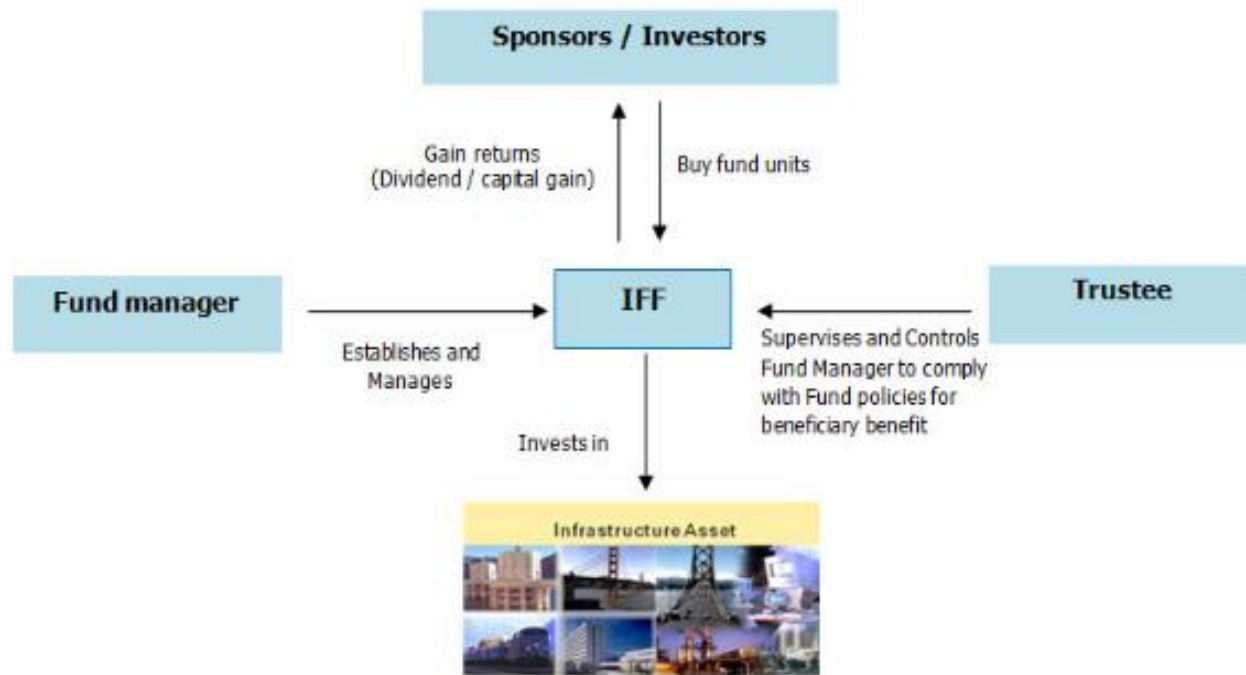 Sponsors / Investors
Gain returns
(Dividend / capital gain)
Buy fund units
Fund manager
IFF
Trustee
Establishes and
Manages
Supervises and Controls
Fund Manager to comply
with Fund policies for
beneficiary benefit
Invests in
Infrastructure Asset